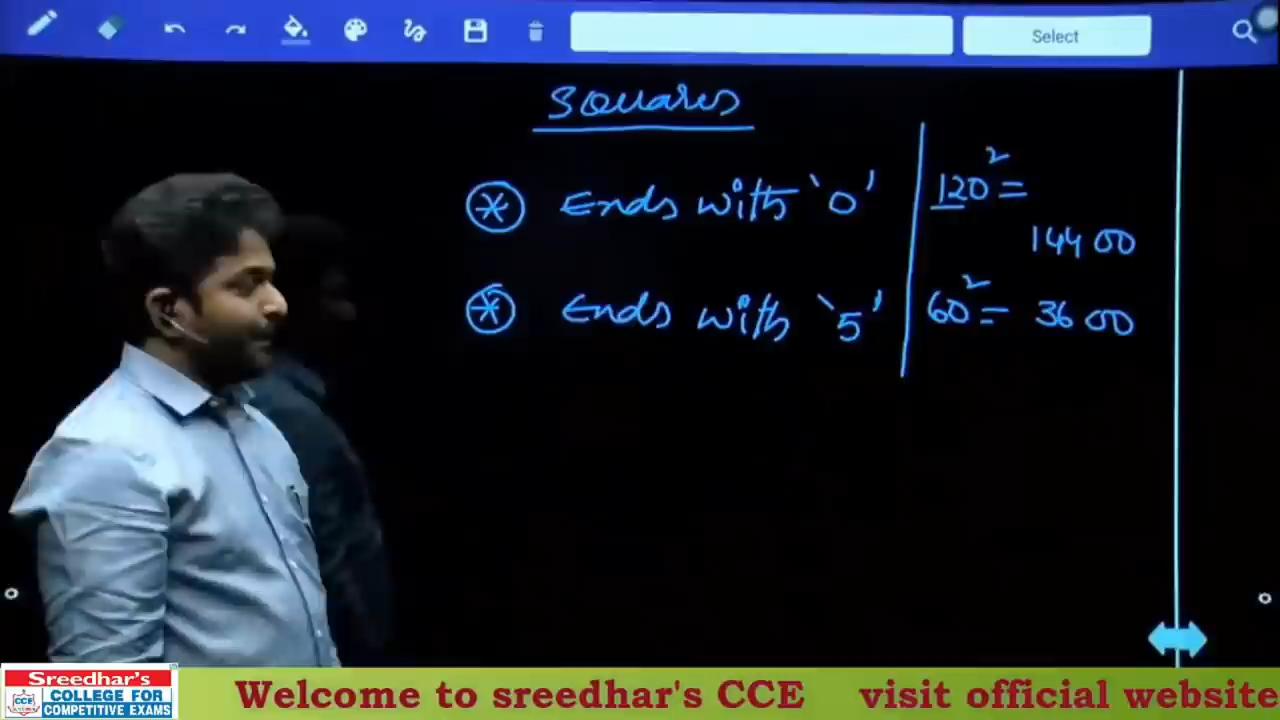 Select
Squares
* Ends with '0'
120² =
14400
* Ends with '5'
60² = 3600
Sreedhar's
CCE
COLLEGE FOR
COMPETITIVE EXAMS
Welcome to sreedhar's CCE visit official website